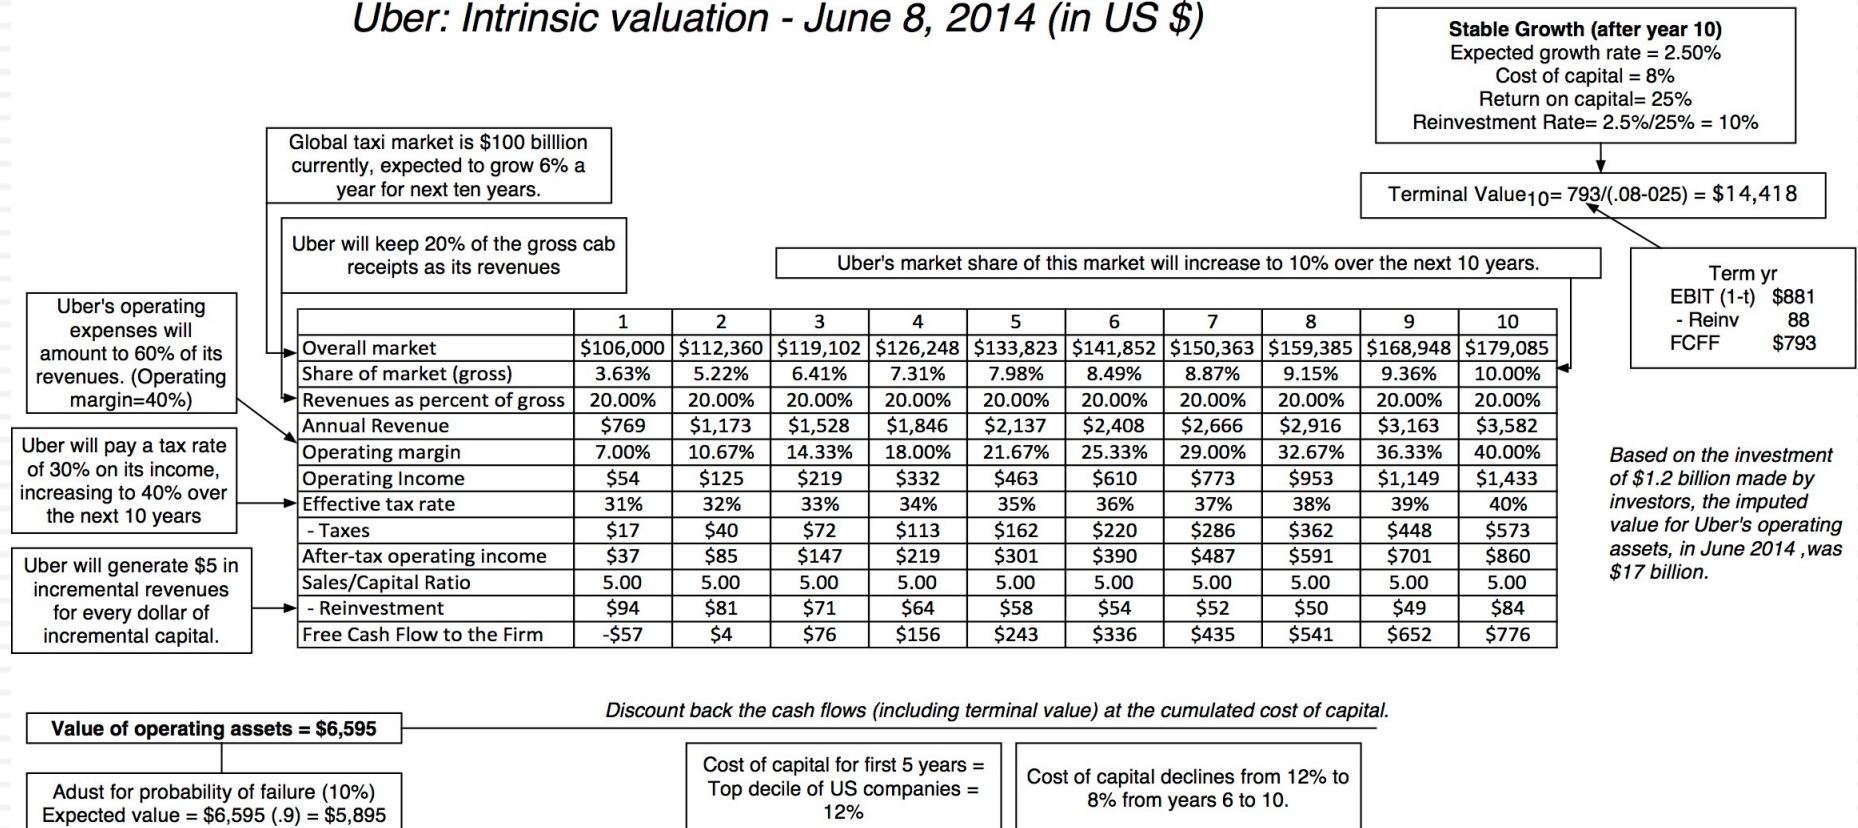 Uber: Intrinsic valuation - June 8, 2014 (in US $)
Stable Growth (after year 10)
Expected growth rate = 2.50%
Cost of capital = 8%
Return on capital= 25%
Reinvestment Rate= 2.5%/25% = 10%
Global taxi market is $100 billlion
currently, expected to grow 6% a
year for next ten years.
Terminal Value10= 793/(.08-025) = $14,418
Uber will keep 20% of the gross cab
receipts as its revenues
Uber's market share of this market will increase to 10% over the next 10 years.
Term yr
EBIT (1-t) $881
- Reinv 88
FCFF $793
Uber's operating
expenses will
amount to 60% of its
revenues. (Operating
margin=40%)
Uber will pay a tax rate
of 30% on its income,
increasing to 40% over
the next 10 years
Uber will generate $5 in
incremental revenues
for every dollar of
incremental capital.
1 2 3 4 5 6 7 8 9 10
Overall market $106,000 $112,360 $119,102 $126,248 $133,823 $141,852 $150,363 $159,385 $168,948 $179,085
Share of market (gross) 3.63% 5.22% 6.41% 7.31% 7.98% 8.49% 8.87% 9.15% 9.36% 10.00%
Revenues as percent of gross 20.00% 20.00% 20.00% 20.00% 20.00% 20.00% 20.00% 20.00% 20.00% 20.00%
Annual Revenue $769 $1,173 $1,528 $1,846 $2,137 $2,408 $2,666 $2,916 $3,163 $3,582
Operating margin 7.00% 10.67% 14.33% 18.00% 21.67% 25.33% 29.00% 32.67% 36.33% 40.00%
Operating Income $54 $125 $219 $332 $463 $610 $773 $953 $1,149 $1,433
Effective tax rate 31% 32% 33% 34% 35% 36% 37% 38% 39% 40%
- Taxes $17 $40 $72 $113 $162 $220 $286 $362 $448 $573
After-tax operating income $37 $85 $147 $219 $301 $390 $487 $591 $701 $860
Sales/Capital Ratio 5.00 5.00 5.00 5.00 5.00 5.00 5.00 5.00 5.00 5.00
- Reinvestment $94 $81 $71 $64 $58 $54 $52 $50 $49 $84
Free Cash Flow to the Firm -$57 $4 $76 $156 $243 $336 $435 $541 $652 $776
Based on the investment
of $1.2 billion made by
investors, the imputed
value for Uber's operating
assets, in June 2014 ,was
$17 billion.
Discount back the cash flows (including terminal value) at the cumulated cost of capital.
Value of operating assets = $6,595
Adust for probability of failure (10%)
Expected value = $6,595 (.9) = $5,895
Cost of capital for first 5 years =
Top decile of US companies =
12%
Cost of capital declines from 12% to
8% from years 6 to 10.